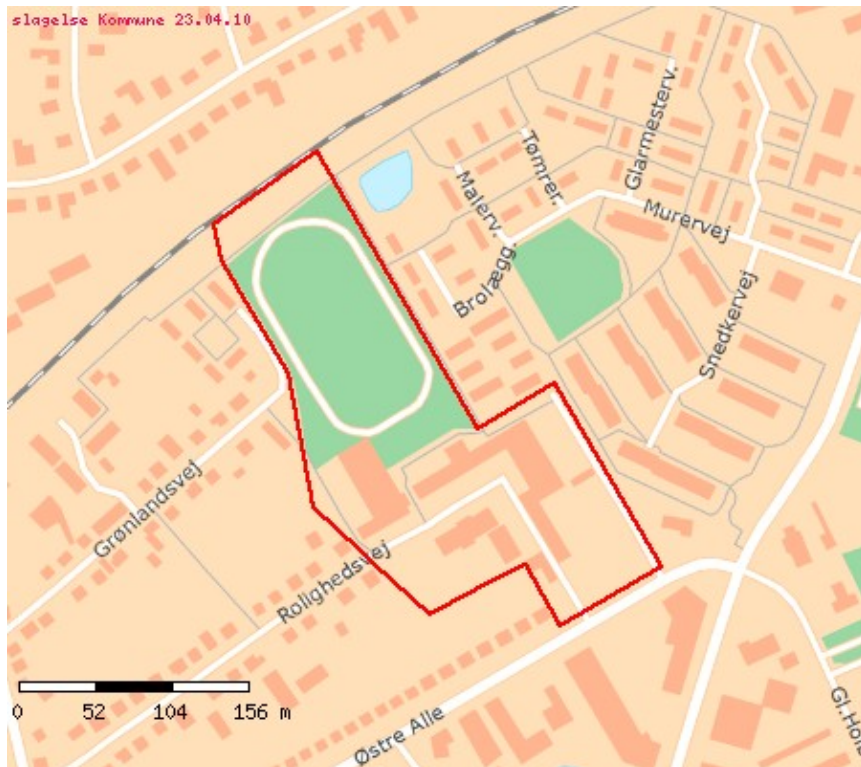 slagelse Kommune 23.04.10
Glarmesterv.
Tømrer.
Malerv.
Murervej
Brolægg
Snedkervej
Grønlandsvej
Rolighedsvej
0 52 104 156 m
Østre Alle